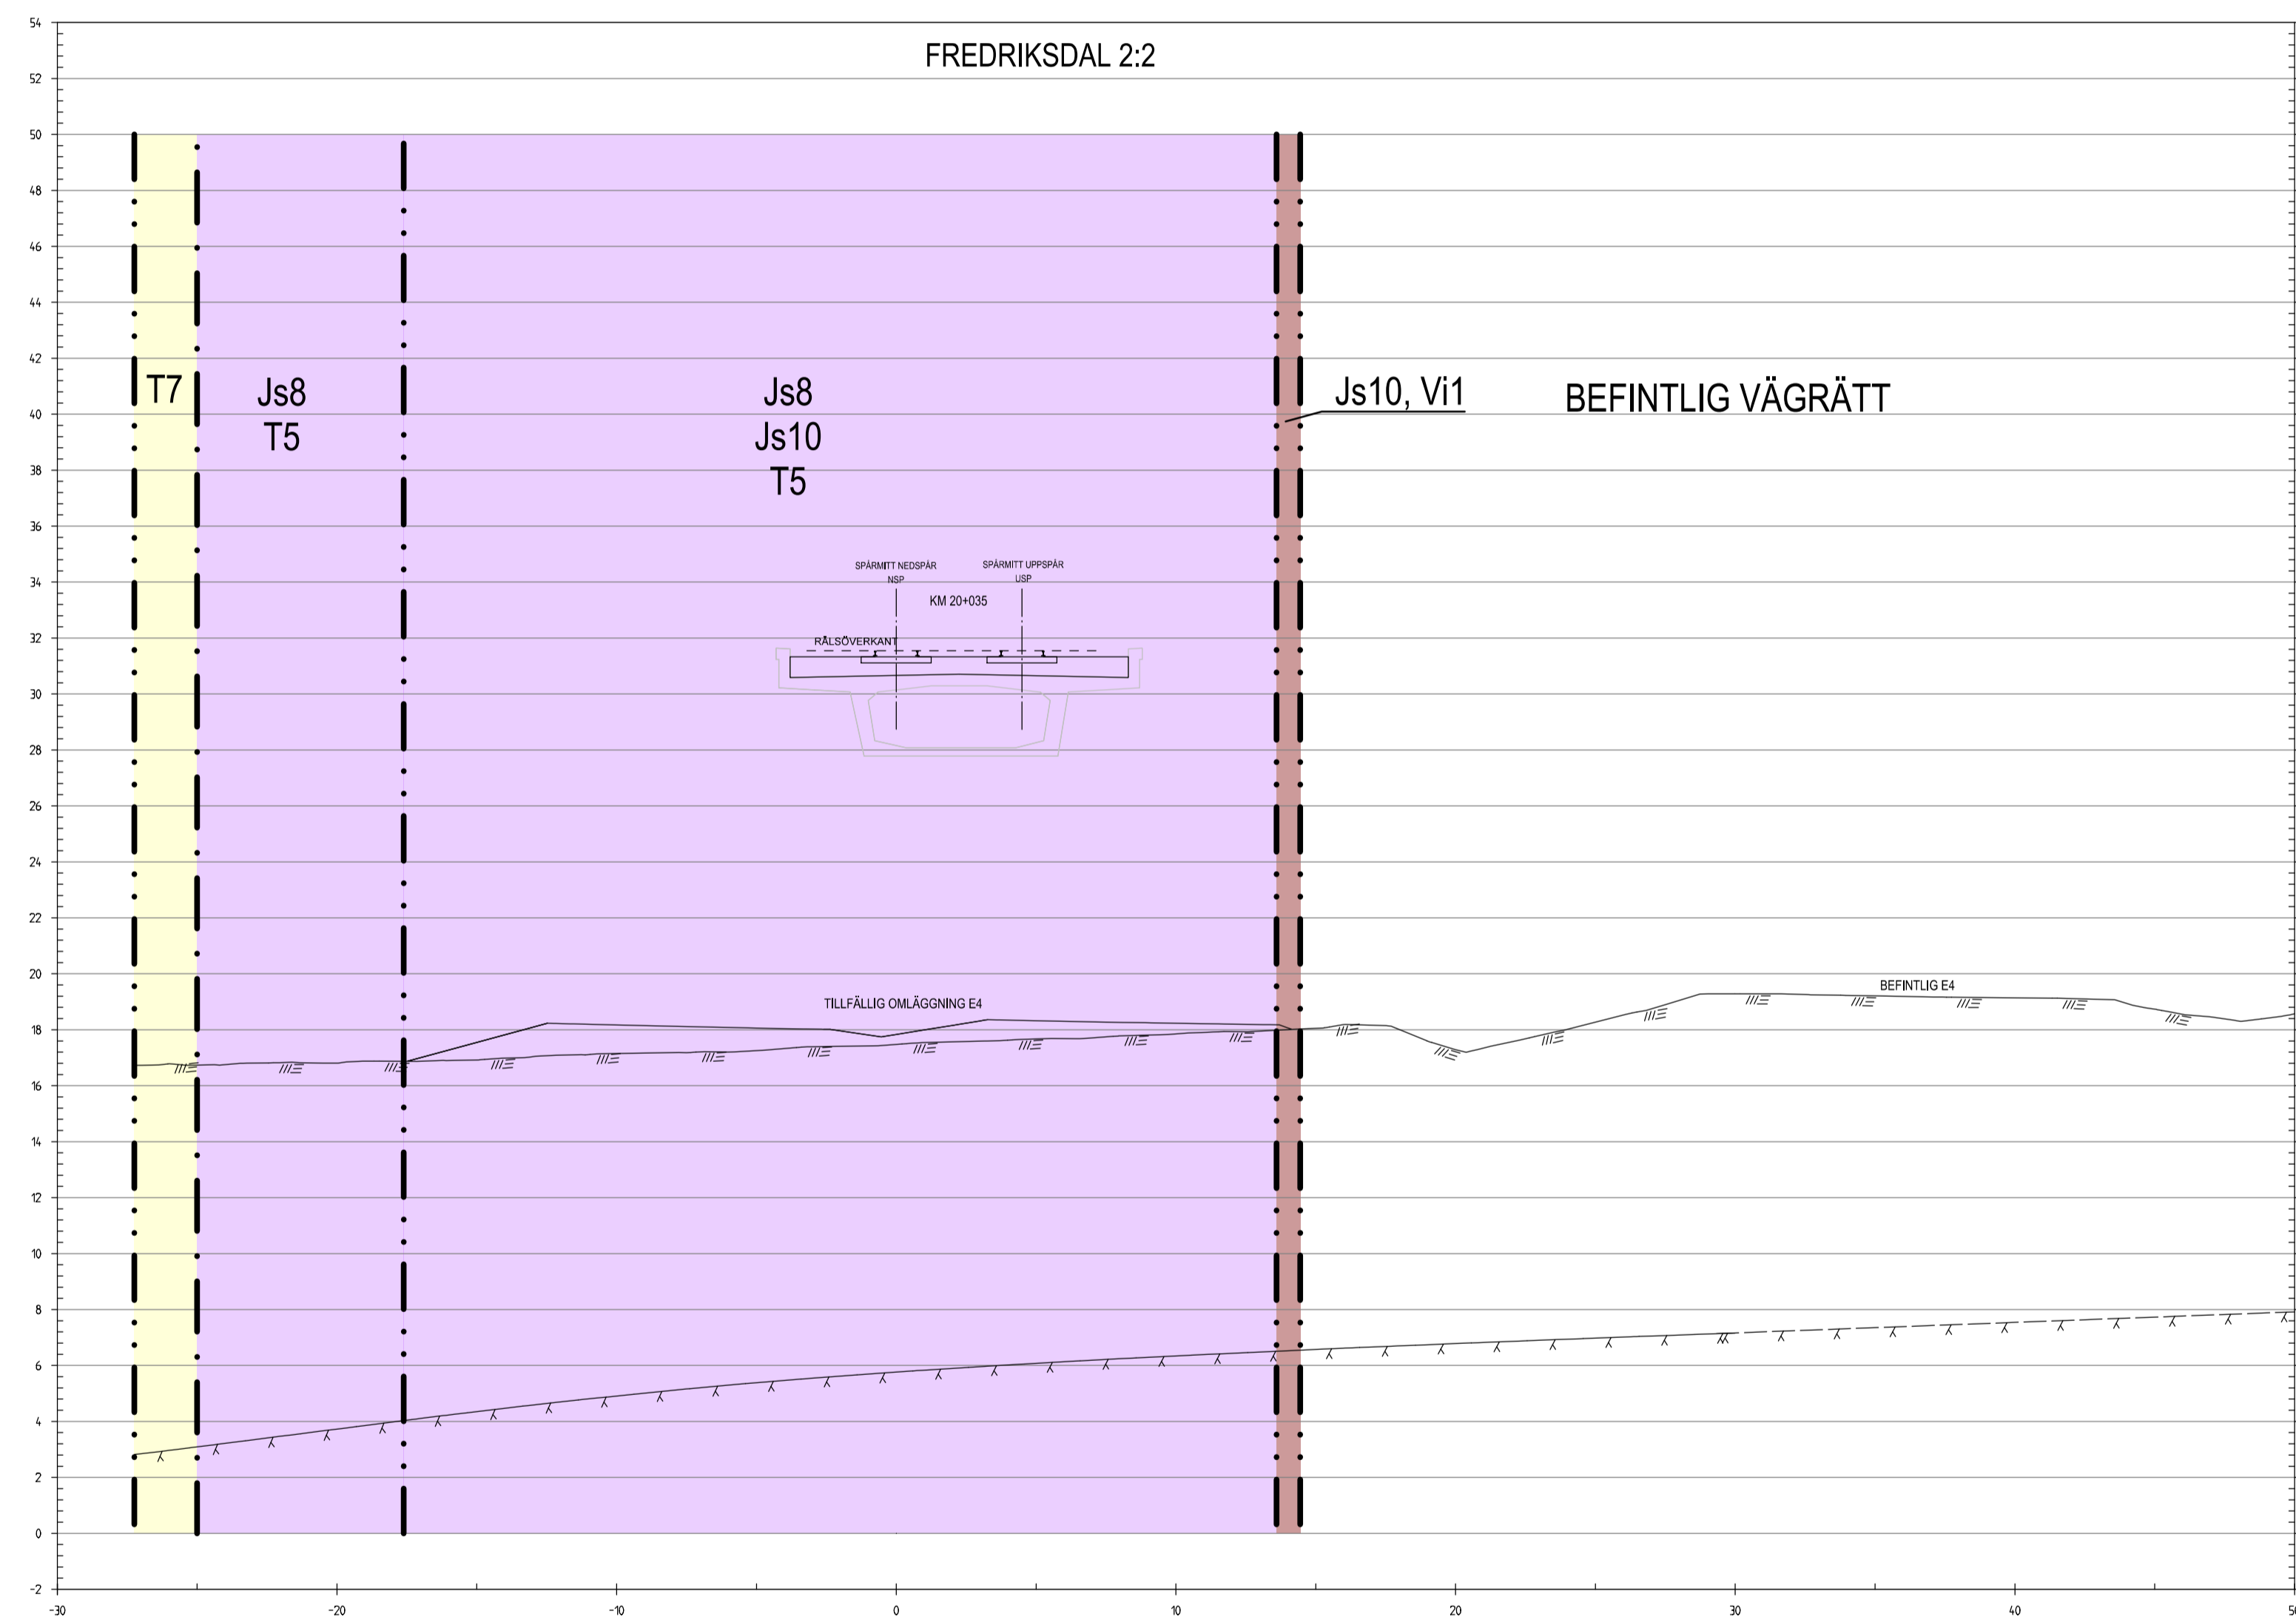 FREDRIKSDAL 2:2
54
52
50
48
46
44
42
40
38
36
34
32
30
28
26
24
22
20
18
16
14
12
10
8
6
4
2
0
-2
T7
Js8
T5
Js8
Js10
T5
Js10, Vi1
BEFINTLIG VÄGRÄTT
SPÅRMITT NEDSPÅR
NSP
SPÅRMITT UPPSPÅR
USP
KM 20+035
RÄLSÖVERKANT
TILLFÄLLIG OMLÄGGNING E4
BEFINTLIG E4
-30 -20 -10 0 10 20 30 40 50